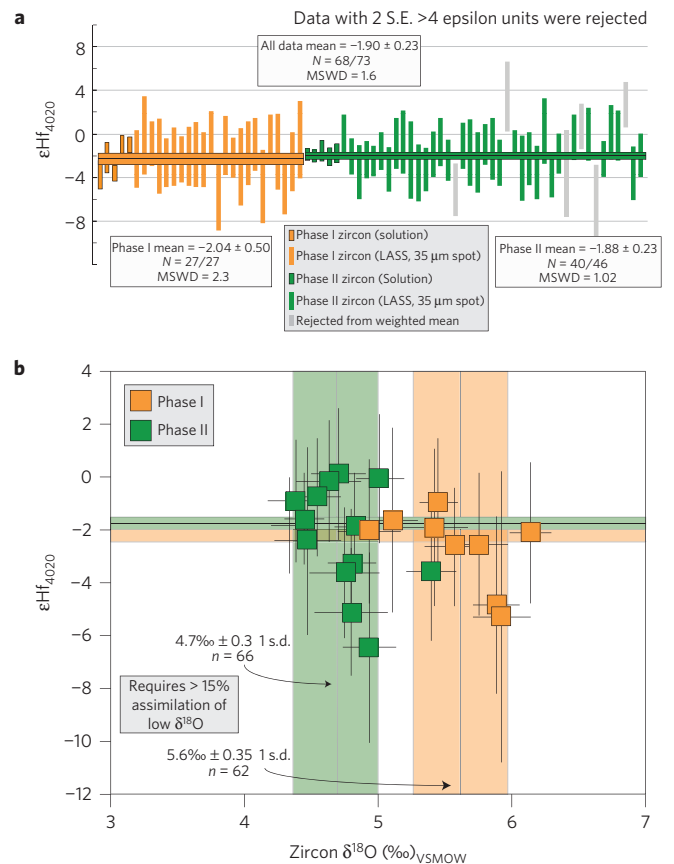 a
Data with 2 S.E. >4 epsilon units were rejected
All data mean = −1.90 ± 0.23
N = 68/73
MSWD = 1.6
8
4
0
−4
−8
εHf4020
Phase I mean = −2.04 ± 0.50
N = 27/27
MSWD = 2.3
Phase I zircon (solution)
Phase I zircon (LASS, 35 μm spot)
Phase II zircon (Solution)
Phase II zircon (LASS, 35 μm spot)
Rejected from weighted mean
Phase II mean = −1.88 ± 0.23
N = 40/46
MSWD = 1.02
b
4
2
0
−2
−4
−6
−8
−10
−12
εHf4020
Phase I
Phase II
4.7‰ ± 0.3 1 s.d.
n = 66
Requires > 15%
assimilation of
low δ18O
5.6‰ ± 0.35 1 s.d.
n = 62
3 4 5 6 7
Zircon δ18O (‰)VSMOW